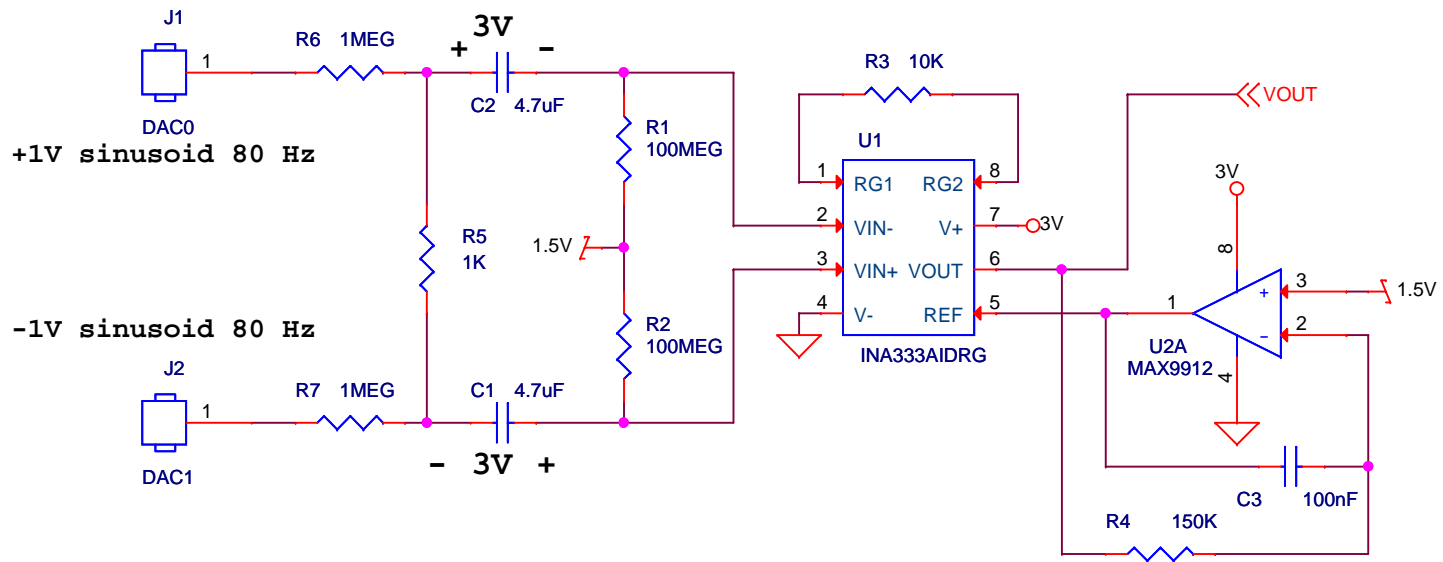 J1
1
DAC0
+1V sinusoid 80 Hz
R6 1MEG
3V
+ -
C2 4.7uF
R1
100MEG
R5
1K
1.5V
R2
100MEG
-1V sinusoid 80 Hz
J2
1
DAC1
R7 1MEG
C1 4.7uF
- 3V +
R3 10K
U1
1 RG1 RG2 8
2 VIN- V+ 7 3V
3 VIN+ VOUT 6
4 V- REF 5
INA333AIDRG
VOUT
3V
8
1 + 3 1.5V
- 2
U2A
MAX9912
4
C3 100nF
R4 150K